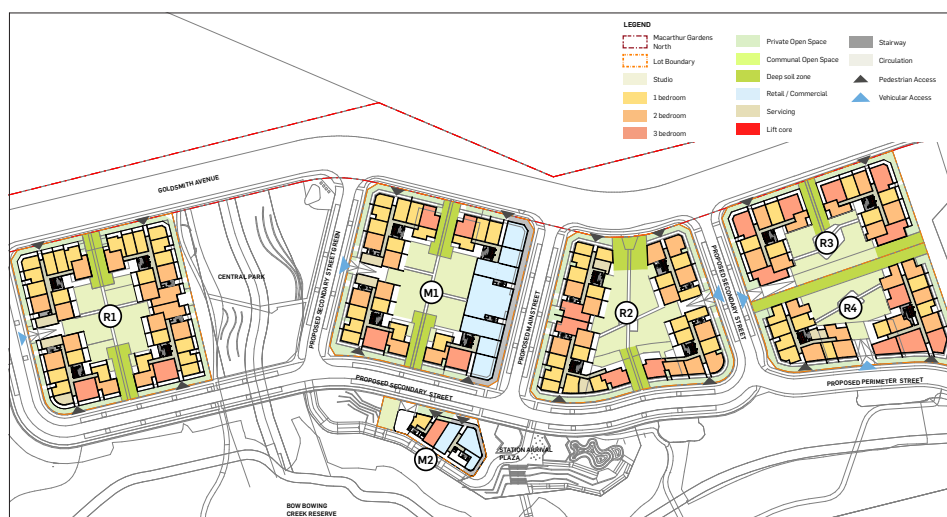 LEGEND
Macarthur Gardens
North
Lot Boundary
Studio
1 bedroom
2 bedroom
3 bedroom
Private Open Space
Communal Open Space
Deep soil zone
Retail / Commercial
Servicing
Lift core
Stairway
Circulation
Pedestrian Access
Vehicular Access
GOLDSMITH AVENUE
CENTRAL PARK
PROPOSED SECONDARY STREET GREEN
PROPOSED MAINSTREET
PROPOSED SECONDARY STREET
R1
M1
R2
R3
R4
PROPOSED SECONDARY STREET
PROPOSED PERIMETER STREET
M2
STATION ARRIVAL
PLAZA
BOW BOWING
CREEK RESERVE